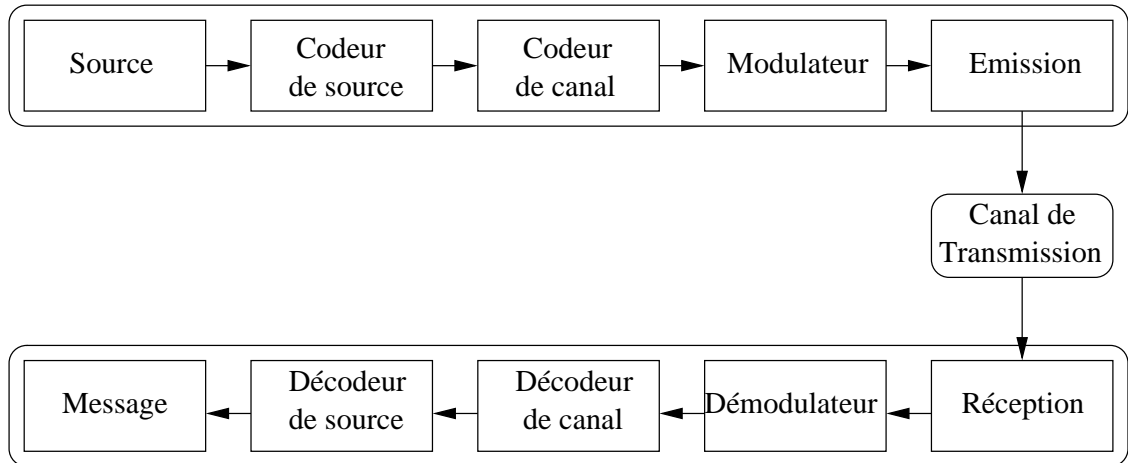 Source
Codeur
de source
Codeur
de canal
Modulateur
Emission
Canal de
Transmission
Message
Décodeur
de source
Décodeur
de canal
Démodulateur
Réception